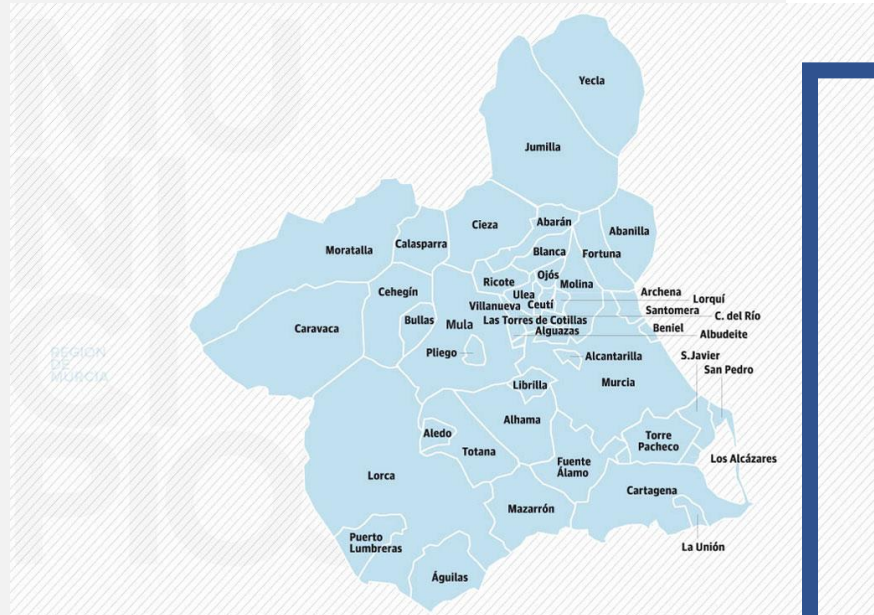 MU
NI
CI
PIO
REGION
DE
MURCIA
Yecla
Jumilla
Abarán
Cieza
Abanilla
Calasparra
Moratalla
Blanca
Fortuna
Ojós
Ricote
Molina
Cehegín
Archena
Ulea
Lorquí
Villanueva
Ceutí
Santomera
C. del Río
Bullas
Las Torres de Cotillas
Mula
Caravaca
Beniel
Alguazas
Albudeite
Pliego
Alcantarilla
S.Javier
San Pedro
Librilla
Murcia
Alhama
Aledo
Torre
Pacheco
Totana
Los Alcázares
Fuente
Álamo
Lorca
Cartagena
Mazarrón
Puerto
Lumbreras
La Unión
Águilas